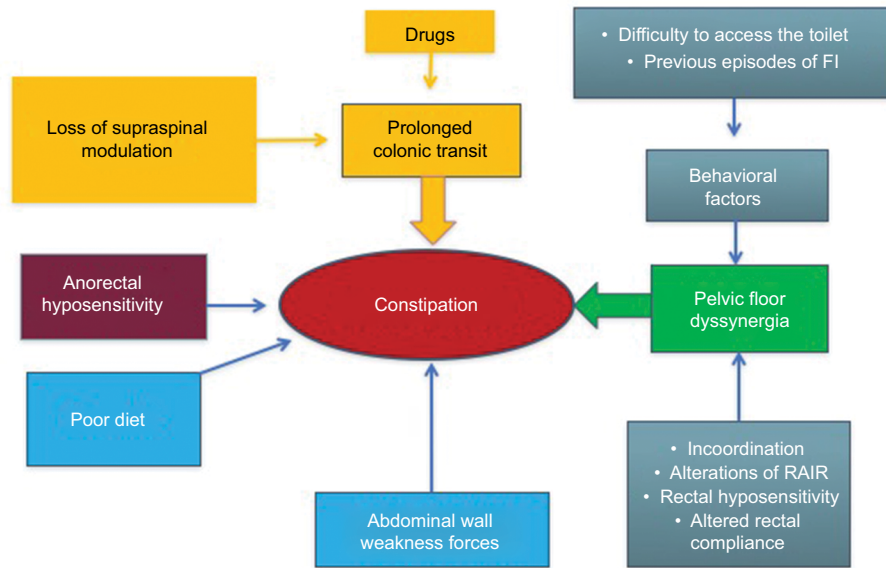 Drugs
• Difficulty to access the toilet
• Previous episodes of FI
Loss of supraspinal
modulation
Prolonged
colonic transit
Behavioral
factors
Anorectal
hyposensitivity
Constipation
Pelvic floor
dyssynergia
Poor diet
Abdominal wall
weakness forces
• Incoordination
• Alterations of RAIR
• Rectal hyposensitivity
• Altered rectal
compliance